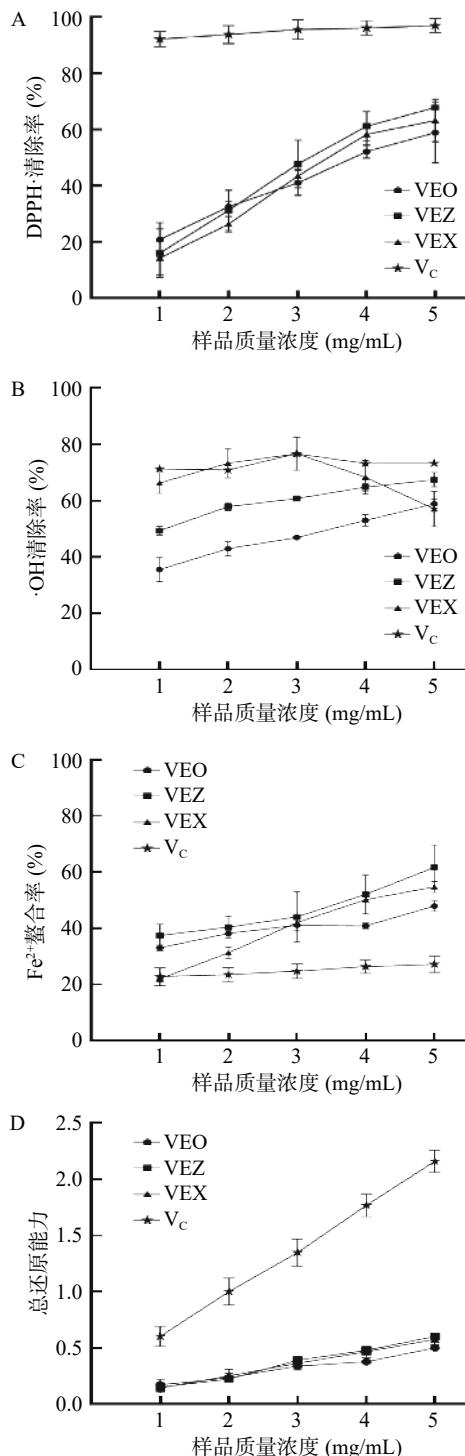 A
100
80
60
40
20
0
DPPH·清除率 (%)
VEO
VEZ
VEX
V_C
1 2 3 4 5
样品质量浓度 (mg/mL)
B
100
80
60
40
20
0
·OH清除率 (%)
VEO
VEZ
VEX
V_C
1 2 3 4 5
样品质量浓度 (mg/mL)
C
100
80
60
40
20
0
Fe²⁺螯合率 (%)
VEO
VEZ
VEX
V_C
1 2 3 4 5
样品质量浓度 (mg/mL)
D
2.5
2.0
1.5
1.0
0.5
0.0
总还原能力
VEO
VEZ
VEX
V_C
1 2 3 4 5
样品质量浓度 (mg/mL)